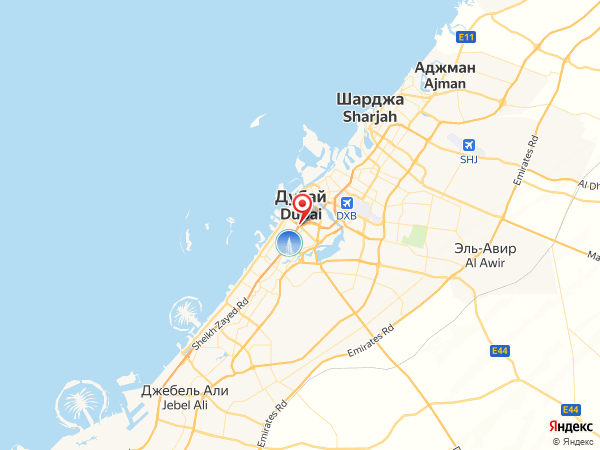 E11
Аджман
Ajman
Шарджа
Sharjah
Emirates Rd
SHJ
Al Dh
Дубай
Dubai
DXB
Эль-Авир
Al Awir
Ma
Sheikh Zayed Rd
Emirates Rd
E44
Джебель Али
Jebel Ali
Emirates Rd
E44
Яндекс
© Яндекс